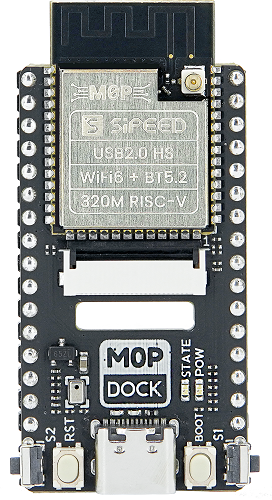 M0P
SiPEED
USB2.0 HS
WiFi6 + BT5.2
320M RISC-V
1
M0P
DOCK
STATE
POW
S2
RST
BOOT
S1